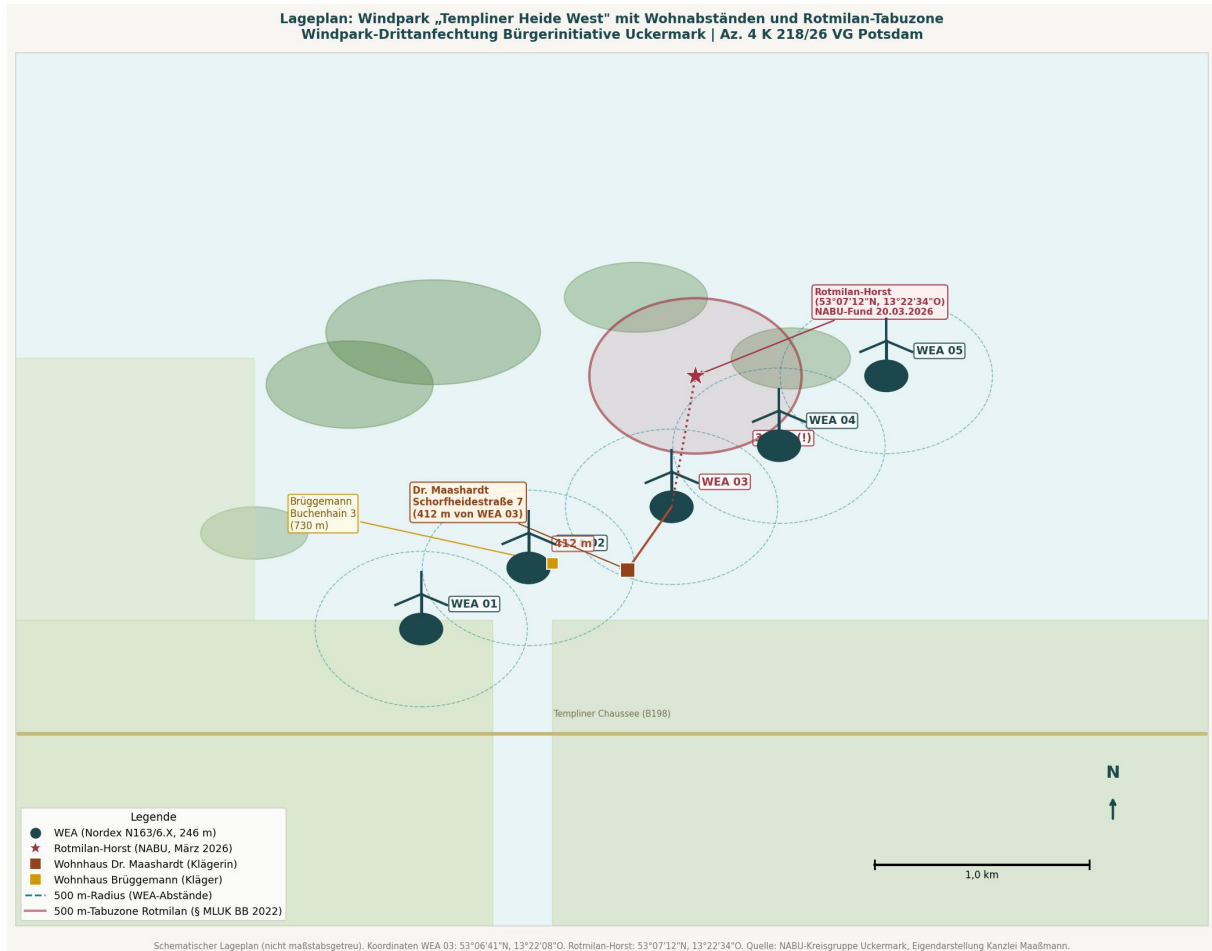 Lageplan: Windpark „Templiner Heide West" mit Wohnabständen und Rotmilan-Tabuzone
Windpark-Drittanfechtung Bürgerinitiative Uckermark | Az. 4 K 218/26 VG Potsdam
Rotmilan-Horst
(53°07'12"N, 13°22'34"O)
NABU-Fund 20.03.2026
WEA 05
WEA 04
(!)
WEA 03
Dr. Maashardt
Schorfheidestraße 7
(412 m von WEA 03)
Brüggemann
Buchenhain 3
(730 m)
412 m
WEA 01
Templiner Chaussee (B198)
N
1,0 km
Legende
WEA (Nordex N163/6.X, 246 m)
Rotmilan-Horst (NABU, März 2026)
Wohnhaus Dr. Maashardt (Klägerin)
Wohnhaus Brüggemann (Kläger)
500 m-Radius (WEA-Abstände)
500 m-Tabuzone Rotmilan (§ MLUK BB 2022)
Schematischer Lageplan (nicht maßstabsgetreu). Koordinaten WEA 03: 53°06'41"N, 13°22'08"O. Rotmilan-Horst: 53°07'12"N, 13°22'34"O. Quelle: NABU-Kreisgruppe Uckermark, Eigendarstellung Kanzlei Maaßmann.